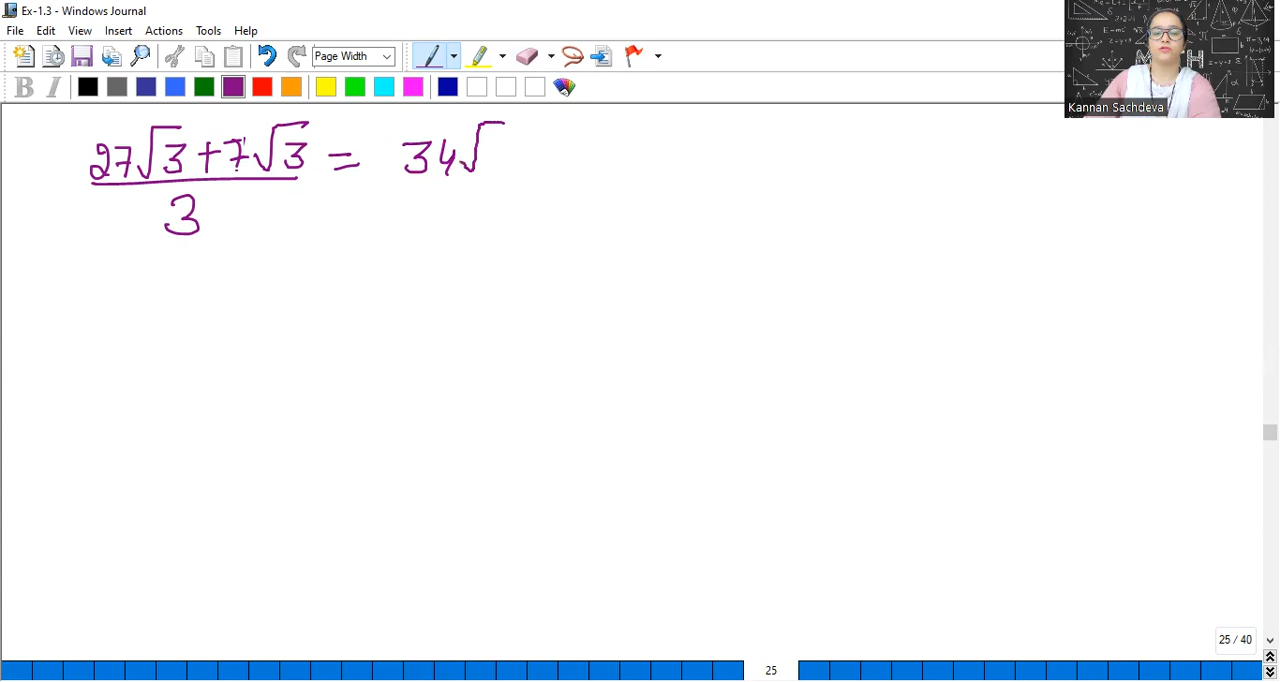 Ex-1.3 - Windows Journal
File Edit View Insert Actions Tools Help
Page Width
B I
Kannan Sachdeva
27√3 + 7√3 = 34√
3
25 / 40
25